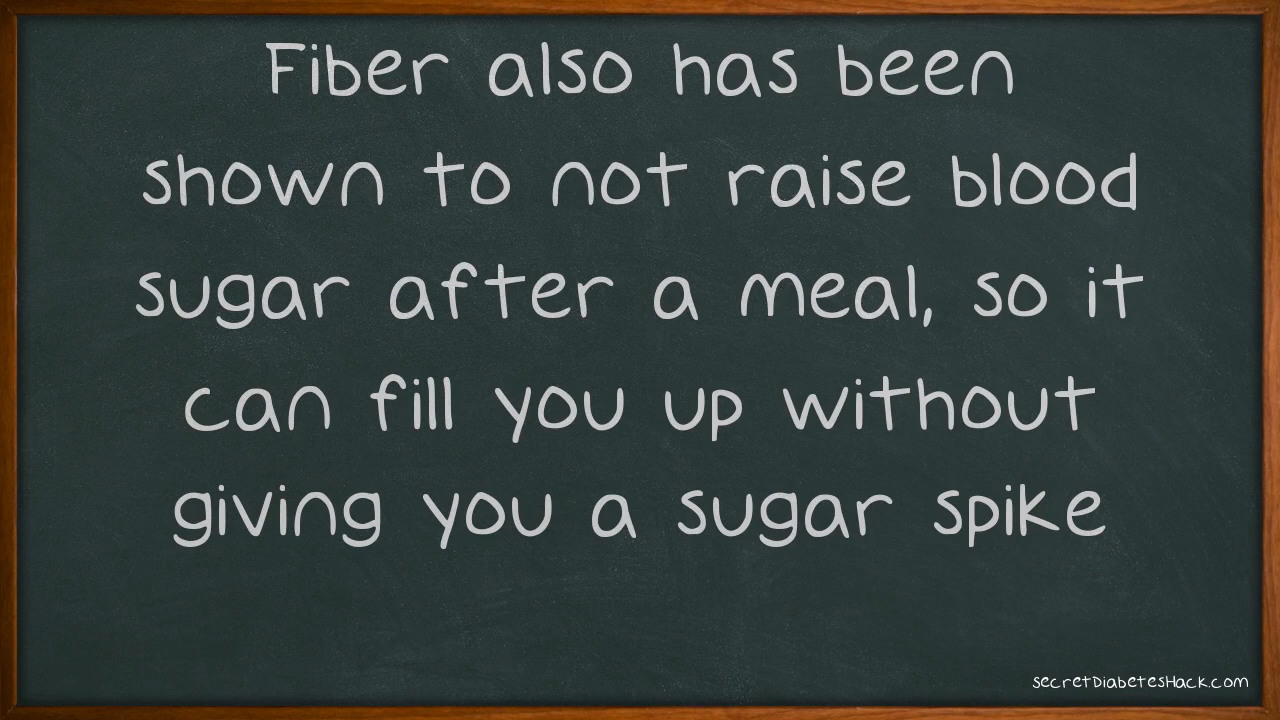 Fiber also has been
shown to not raise blood
sugar after a meal, so it
can fill you up without
giving you a sugar spike
secretDiabetesHack.com